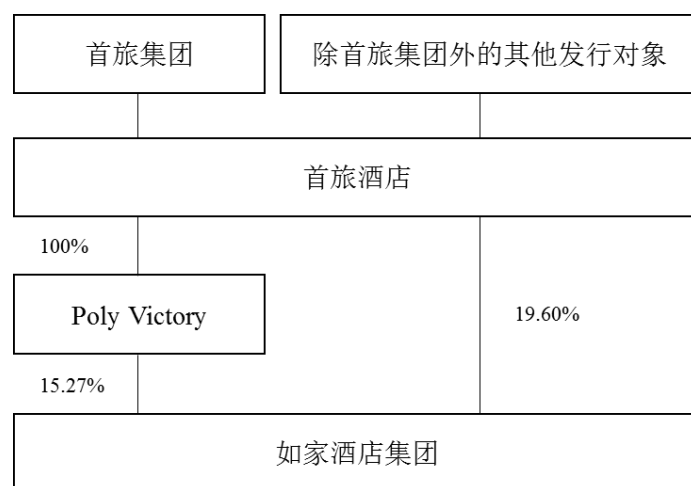 首旅集团
除首旅集团外的其他发行对象
首旅酒店
100%
Poly Victory
19.60%
15.27%
如家酒店集团